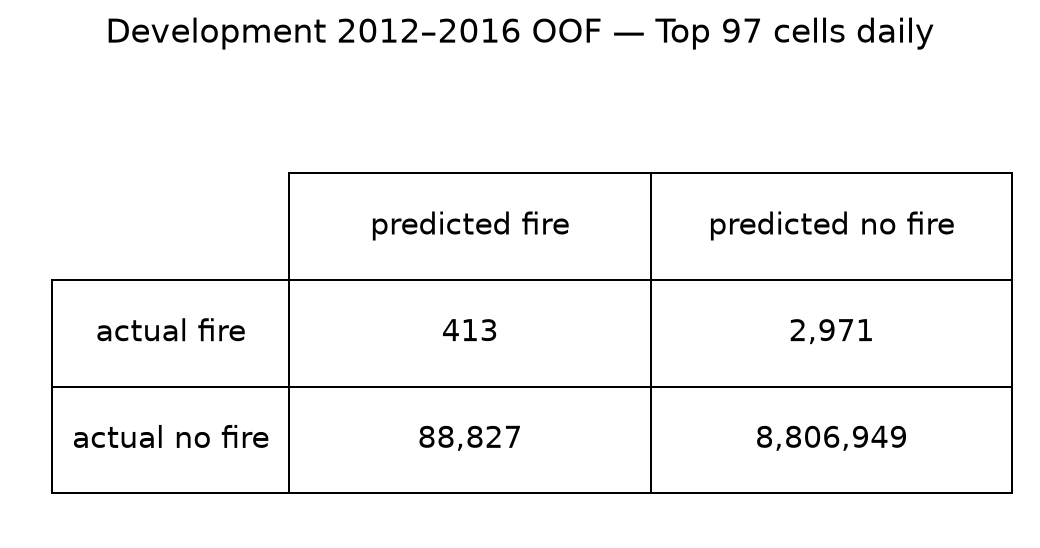 Development 2012–2016 OOF — Top 97 cells daily
predicted fire predicted no fire
actual fire 413 2,971
actual no fire 88,827 8,806,949